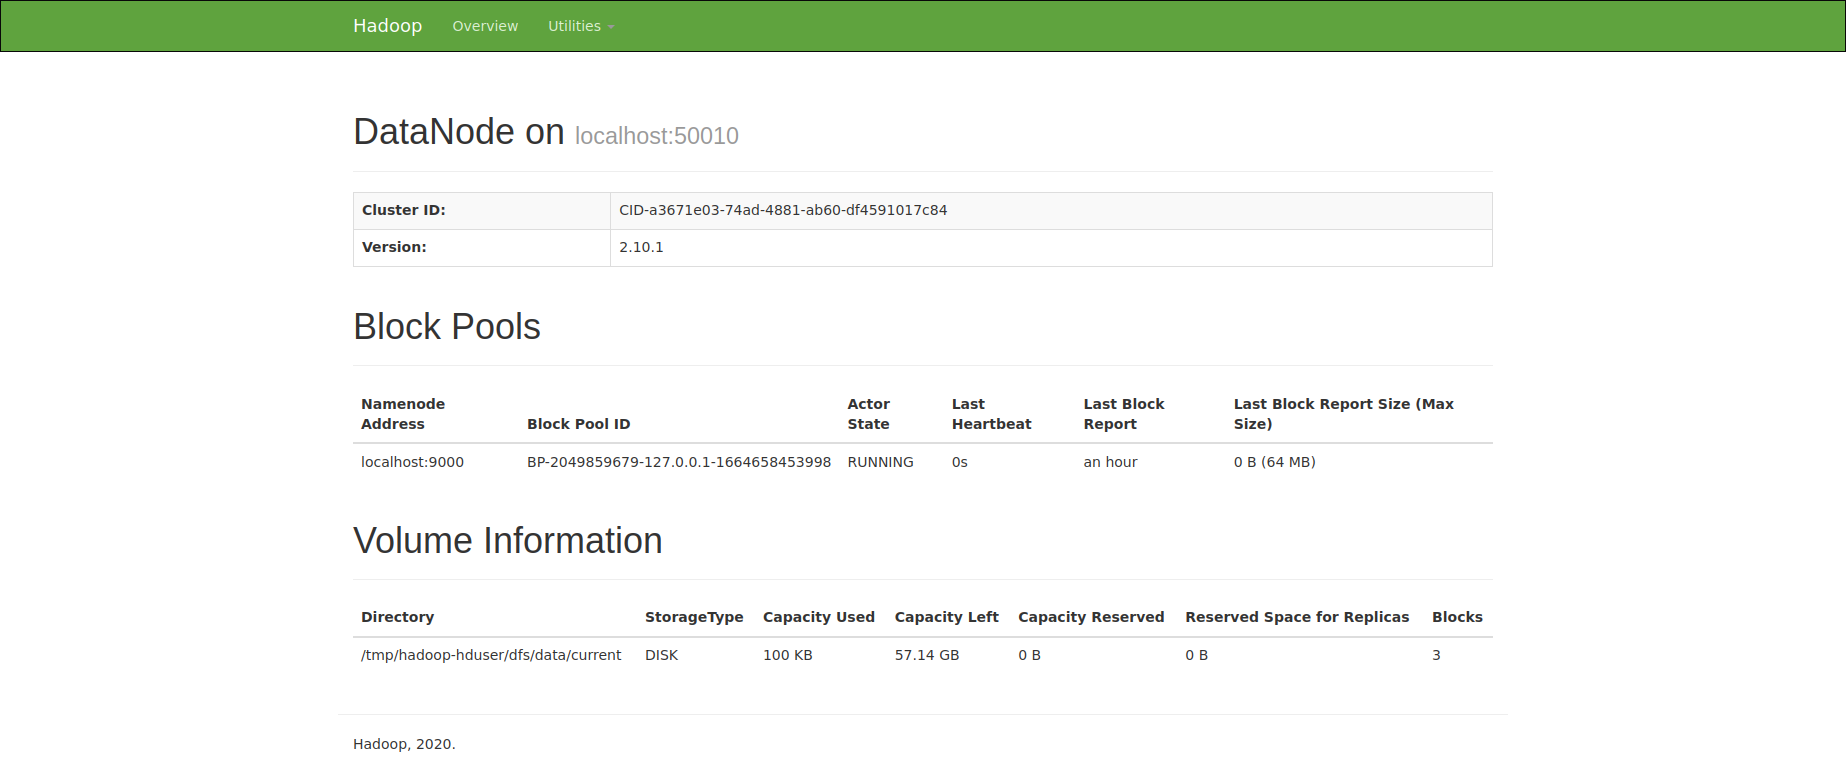 Hadoop Overview Utilities
DataNode on localhost:50010
Cluster ID: CID-a3671e03-74ad-4881-ab60-df4591017c84
Version: 2.10.1
Block Pools
Namenode Address Block Pool ID Actor State Last Heartbeat Last Block Report Last Block Report Size (Max Size)
localhost:9000 BP-2049859679-127.0.0.1-1664658453998 RUNNING 0s an hour 0 B (64 MB)
Volume Information
Directory StorageType Capacity Used Capacity Left Capacity Reserved Reserved Space for Replicas Blocks
/tmp/hadoop-hduser/dfs/data/current DISK 100 KB 57.14 GB 0 B 0 B 3
Hadoop, 2020.